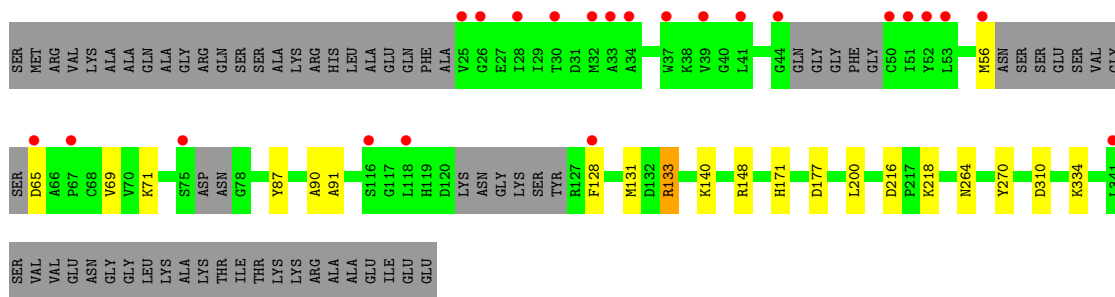 SER MET ARG VAL LYS ALA ALA GLN ALA GLY ARG GLN SER SER ALA LYS ARG HIS LEU ALA GLU GLN PHE ALA V25 G26 E27 I28 I29 T30 D31 M32 A33 A34 W37 K38 V39 G40 L41 G44 GLN GLY GLY PHE GLY C50 I51 Y52 L53 M56 ASN SER SER GLU SER VAL GLY
SER D65 A66 P67 C68 V69 V70 K71 S75 ASP ASN G78 Y87 A90 A91 S116 G117 L118 H119 D120 LYS ASN GLY LYS SER TYR R127 F128 M131 D132 R133 K140 R148 H171 D177 L200 D216 P217 K218 N264 Y270 D310 K334 L341
SER VAL VAL GLU ASN GLY GLY LEU LYS ALA LYS THR ILE THR LYS LYS ARG ALA ALA GLU ILE GLU GLU